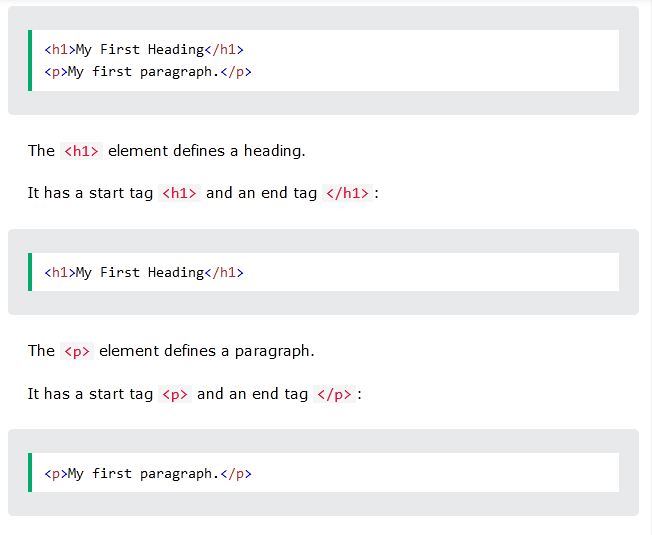 <h1>My First Heading</h1>
<p>My first paragraph.</p>
The <h1> element defines a heading.
It has a start tag <h1> and an end tag </h1>:
<h1>My First Heading</h1>
The <p> element defines a paragraph.
It has a start tag <p> and an end tag </p>:
<p>My first paragraph.</p>